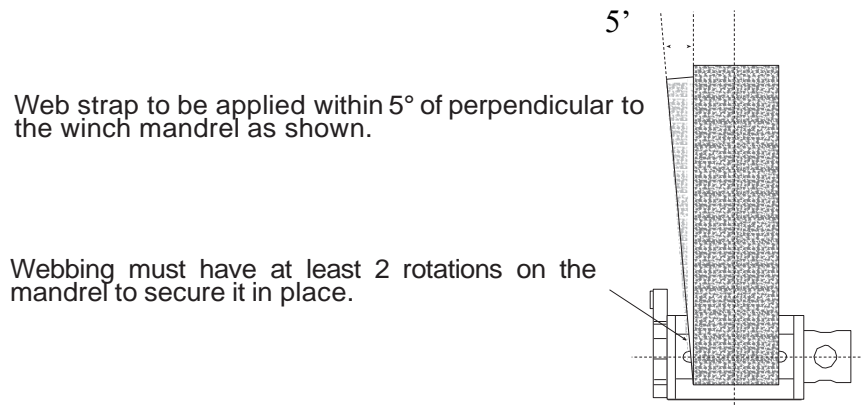 5’
Web strap to be applied within 5° of perpendicular to
the winch mandrel as shown.
Webbing must have at least 2 rotations on the
mandrel to secure it in place.